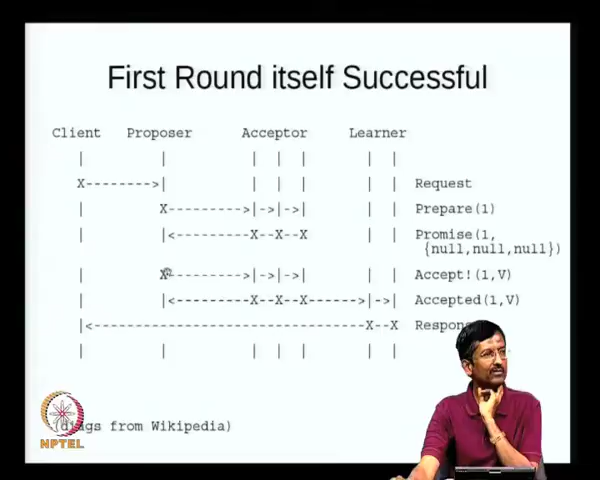 First Round itself Successful
Client Proposer Acceptor Learner
| | | | | | |
X-------->| | | | | | Request
| X--------->|->|->| | | Prepare(1)
| |<---------X--X--X | | Promise(1,
{null,null,null})
| X--------->|->|->| | | Accept!(1,V)
| |<---------X--X--X------>|->| Accepted(1,V)
|<---------------------------------X--X
| | | | | | |
from Wikipedia)
NPTEL